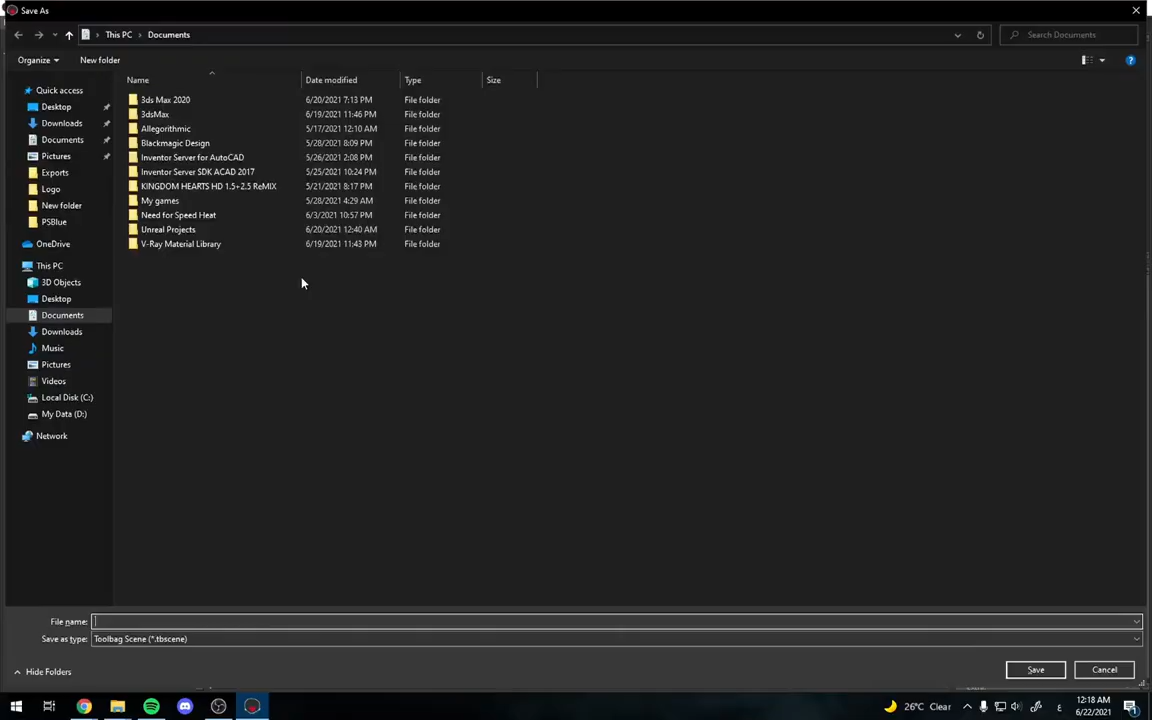 Save As
This PC > Documents
Search Documents
Organize
New folder
Name
Date modified
Type
Size
3ds Max 2020 6/20/2021 7:13 PM File folder
3dsMax 6/19/2021 11:46 PM File folder
Allegorithmic 5/17/2021 12:10 AM File folder
Blackmagic Design 5/28/2021 8:09 PM File folder
Inventor Server for AutoCAD 5/26/2021 2:08 PM File folder
Inventor Server SDK ACAD 2017 5/25/2021 10:24 PM File folder
KINGDOM HEARTS HD 1.5+2.5 ReMIX 5/21/2021 8:17 PM File folder
My games 5/28/2021 4:29 AM File folder
Need for Speed Heat 6/3/2021 10:57 PM File folder
Unreal Projects 6/20/2021 12:40 AM File folder
V-Ray Material Library 6/19/2021 11:43 PM File folder
Quick access
Desktop
Downloads
Documents
Pictures
Exports
Logo
New folder
PSBlue
OneDrive
This PC
3D Objects
Desktop
Documents
Downloads
Music
Pictures
Videos
Local Disk (C:)
My Data (D:)
Network
File name:
Save as type: Toolbag Scene (*.tbscene)
Hide Folders
Save
Cancel
26°C Clear
ع
12:18 AM
6/22/2021